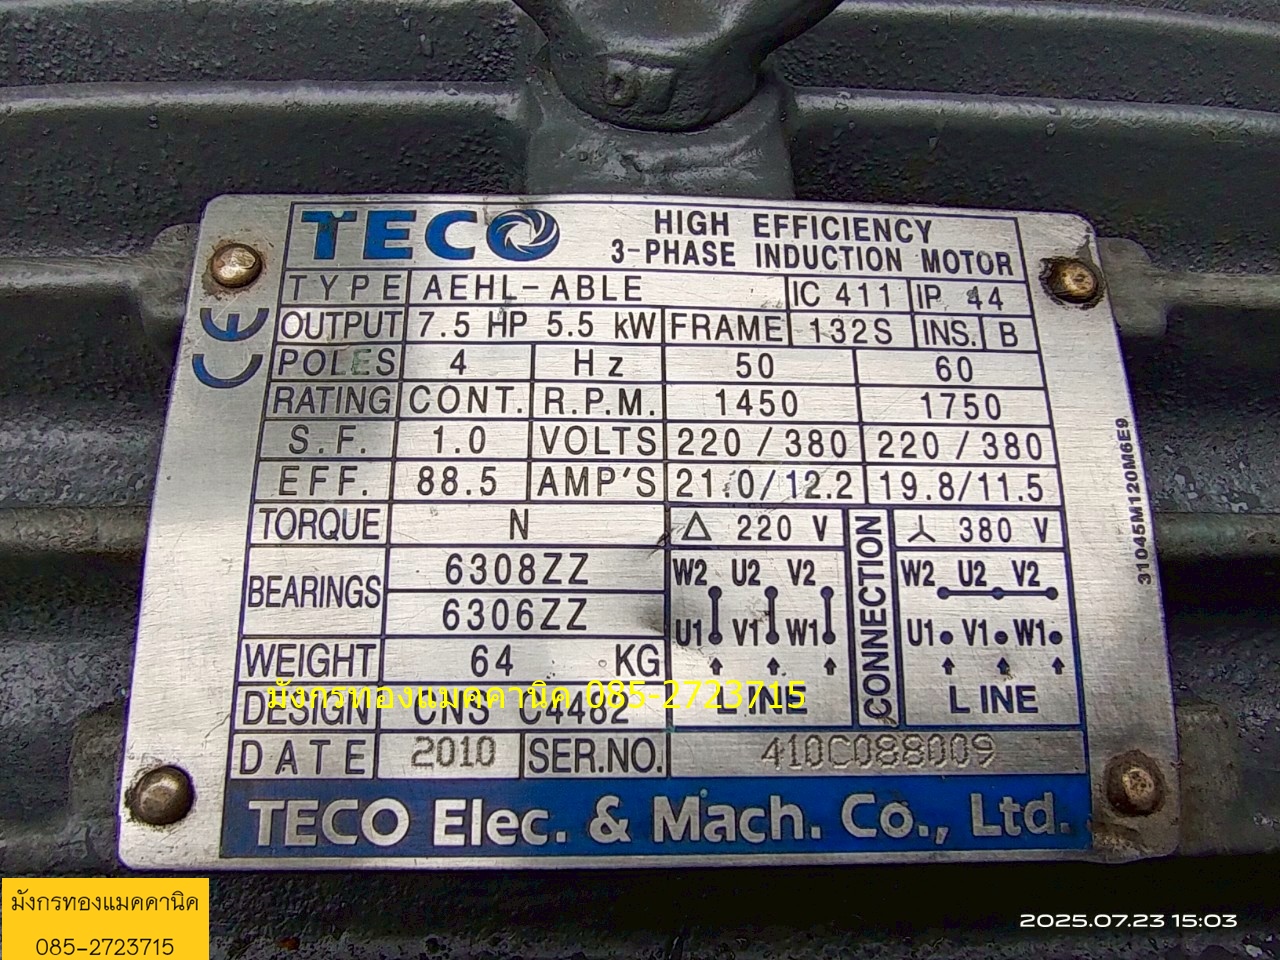 TECO
HIGH EFFICIENCY
3-PHASE INDUCTION MOTOR
CE
TYPE AEHL-ABLE IC 411 IP 44
OUTPUT 7.5 HP 5.5 kW FRAME 132S INS. B
POLES 4 Hz 50 60
RATING CONT. R.P.M. 1450 1750
S.F. 1.0 VOLTS 220 / 380 220 / 380
EFF. 88.5 AMP'S 21.0/12.2 19.8/11.5
TORQUE N △ 220 V CONNECTION 人 380 V
BEARINGS 6308ZZ W2 U2 V2 W2 U2 V2
6306ZZ U1 V1 W1 U1 V1 W1
WEIGHT 64 KG
DESIGN CNS C4482 LINE LINE
DATE 2010 SER.NO. 410C088009
TECO Elec. & Mach. Co., Ltd.
31045M120M6E9
มังกรทองแมคคานิค 085-2723715
มังกรทองแมคคานิค
085-2723715
2025.07.23 15:03